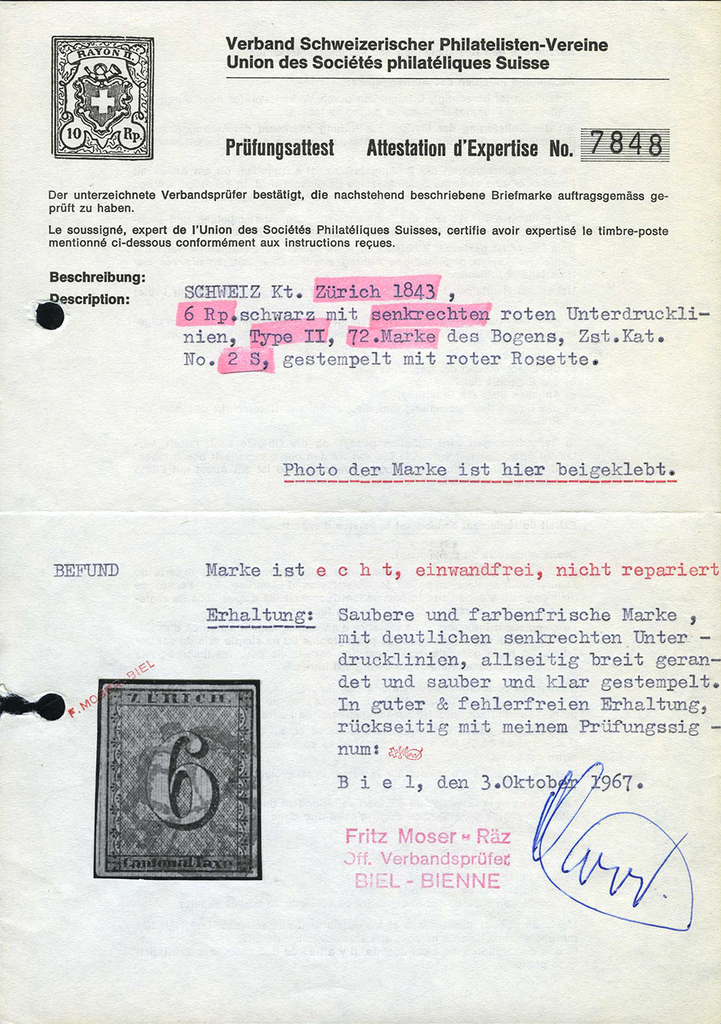 RAYON II.
10 Rp.
Verband Schweizerischer Philatelisten-Vereine
Union des Sociétés philatéliques Suisse
Prüfungsattest Attestation d'Expertise No. 7848
Der unterzeichnete Verbandsprüfer bestätigt, die nachstehend beschriebene Briefmarke auftragsgemäss ge-
prüft zu haben.
Le soussigné, expert de l'Union des Sociétés Philatéliques Suisses, certifie avoir expertisé le timbre-poste
mentionné ci-dessous conformément aux instructions reçues.
Beschreibung:
Description:
SCHWEIZ Kt. Zürich 1843 ,
6 Rp.schwarz mit senkrechten roten Unterdruckli-
nien, Type II, 72.Marke des Bogens, Zst.Kat.
No. 2 S, gestempelt mit roter Rosette.
Photo der Marke ist hier beigeklebt.
BEFUND Marke ist e c h t, einwandfrei, nicht repariert
Erhaltung: Saubere und farbenfrische Marke ,
mit deutlichen senkrechten Unter -
drucklinien, allseitig breit geran-
det und sauber und klar gestempelt.
In guter & fehlerfreien Erhaltung,
rückseitig mit meinem Prüfungssig -
num:
F. MOSER-BIEL
ZÜRICH.
6
Cantonal Taxe
B i e l, den 3.Oktober 1967.
Fritz Moser - Räz
Off. Verbandsprüfer
BIEL - BIENNE